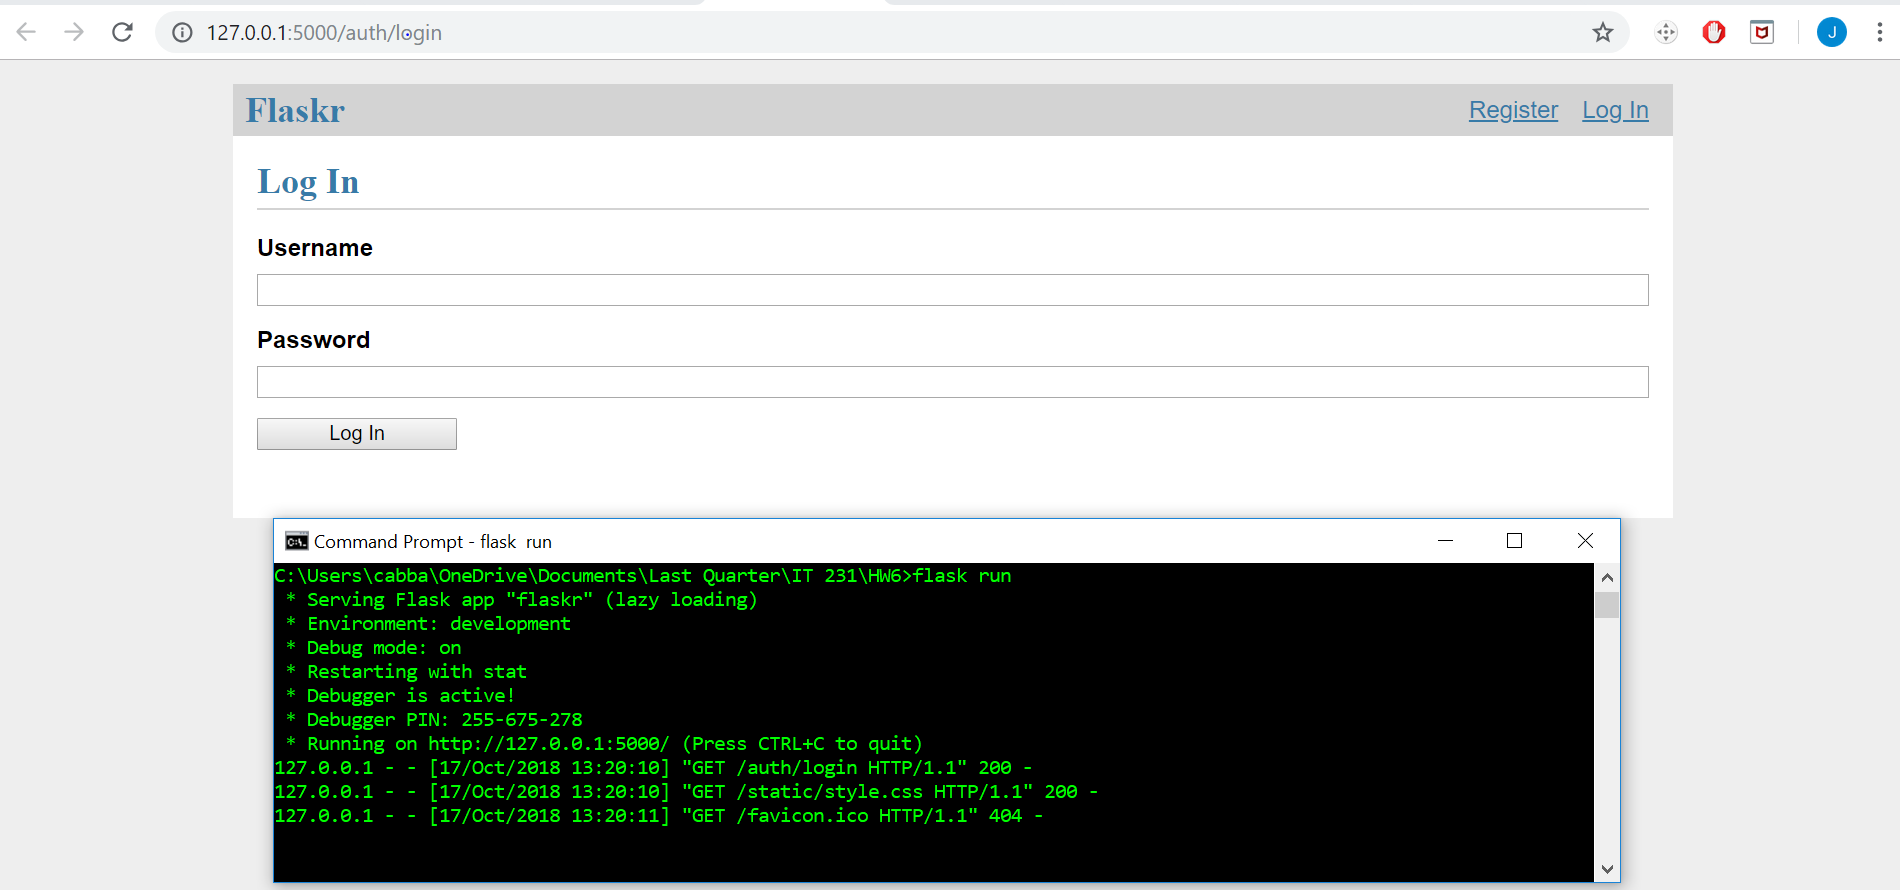 127.0.0.1:5000/auth/login
J
Flaskr Register Log In
Log In
Username
Password
Log In
C:\. Command Prompt - flask  run
C:\Users\cabba\OneDrive\Documents\Last Quarter\IT 231\HW6>flask run
 * Serving Flask app "flaskr" (lazy loading)
 * Environment: development
 * Debug mode: on
 * Restarting with stat
 * Debugger is active!
 * Debugger PIN: 255-675-278
 * Running on http://127.0.0.1:5000/ (Press CTRL+C to quit)
127.0.0.1 - - [17/Oct/2018 13:20:10] "GET /auth/login HTTP/1.1" 200 -
127.0.0.1 - - [17/Oct/2018 13:20:10] "GET /static/style.css HTTP/1.1" 200 -
127.0.0.1 - - [17/Oct/2018 13:20:11] "GET /favicon.ico HTTP/1.1" 404 -